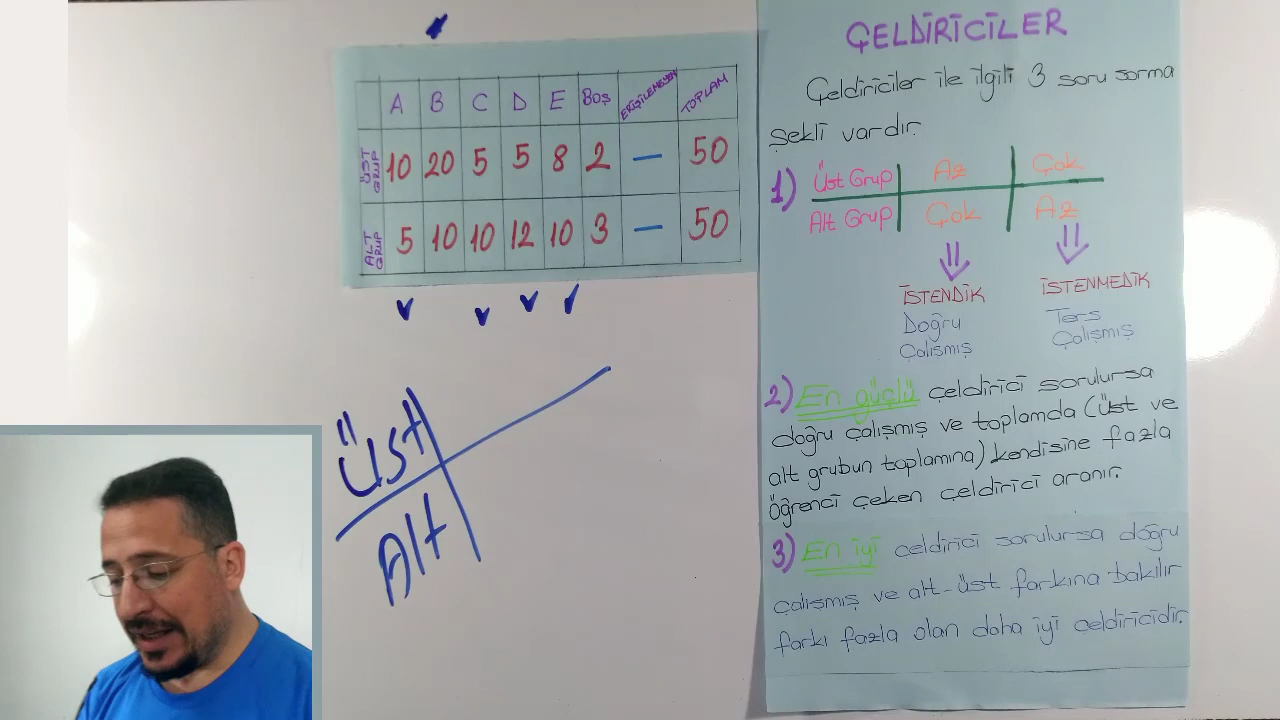 A B C D E Boş ERİŞİLEMEYEN TOPLAM
ÜST GRUP 10 20 5 5 8 2 — 50
ALT GRUP 5 10 10 12 10 3 — 50
Üst
Alt
ÇELDİRİCİLER
Çeldiriciler ile ilgili 3 soru sorma
şekli vardır.
1) Üst Grup Az Çok
Alt Grup Çok Az
İSTENDİK İSTENMEDİK
Doğru Ters
Çalışmış Çalışmış
2) En güçlü çeldirici sorulursa
doğru çalışmış ve toplamda (üst ve
alt grubun toplamına) kendisine fazla
öğrenci çeken çeldirici aranır.
3) En iyi çeldirici sorulursa doğru
çalışmış ve alt-üst farkına bakılır
farkı fazla olan daha iyi çeldiricidir.